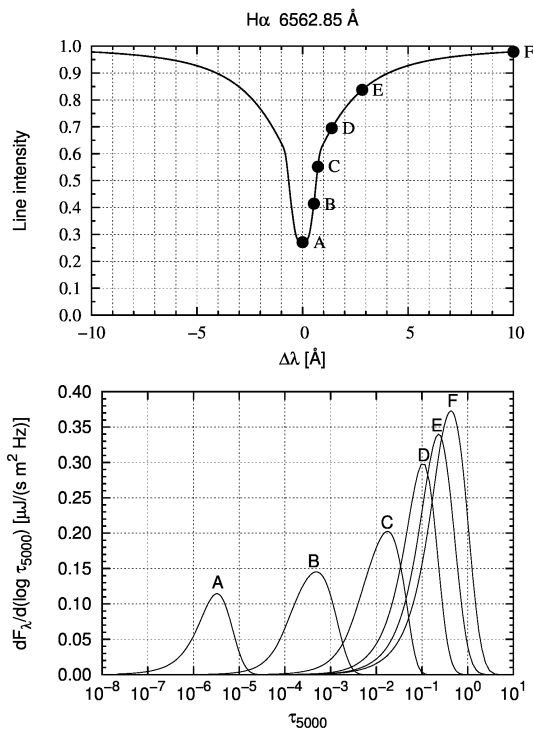 Hα 6562.85 Å
1.0
0.9
0.8
0.7
0.6
0.5
0.4
0.3
0.2
0.1
0.0
Line intensity
F
E
D
C
B
A
-10 -5 0 5 10
Δλ [Å]
0.40
0.35
0.30
0.25
0.20
0.15
0.10
0.05
0.00
dFλ/d(log τ5000) [μJ/(s m² Hz)]
A
B
C
D
E
F
10⁻⁸ 10⁻⁷ 10⁻⁶ 10⁻⁵ 10⁻⁴ 10⁻³ 10⁻² 10⁻¹ 10⁰ 10¹
τ5000